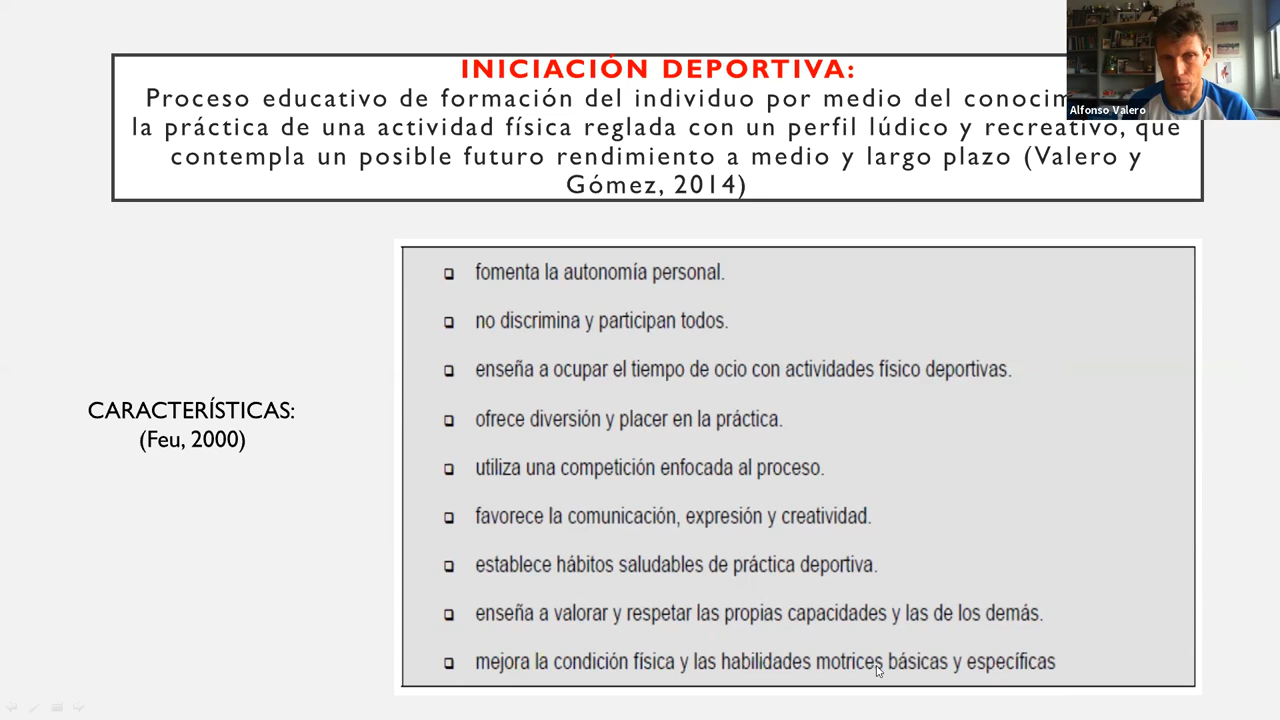 INICIACIÓN DEPORTIVA:
Proceso educativo de formación del individuo por medio del
la práctica de una actividad física reglada con un perfil lúdico y recreativo, que
contempla un posible futuro rendimiento a medio y largo plazo (Valero y
Gómez, 2014)
Alfonso Valero
CARACTERÍSTICAS:
(Feu, 2000)
fomenta la autonomía personal.
no discrimina y participan todos.
enseña a ocupar el tiempo de ocio con actividades físico deportivas.
ofrece diversión y placer en la práctica.
utiliza una competición enfocada al proceso.
favorece la comunicación, expresión y creatividad.
establece hábitos saludables de práctica deportiva.
enseña a valorar y respetar las propias capacidades y las de los demás.
mejora la condición física y las habilidades motrices básicas y específicas